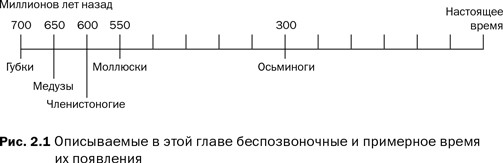 Миллионов лет назад
Настоящее
время
700 650 600 550 300
Губки Моллюски Осьминоги
Медузы
Членистоногие
Рис. 2.1 Описываемые в этой главе беспозвоночные и примерное время
их появления